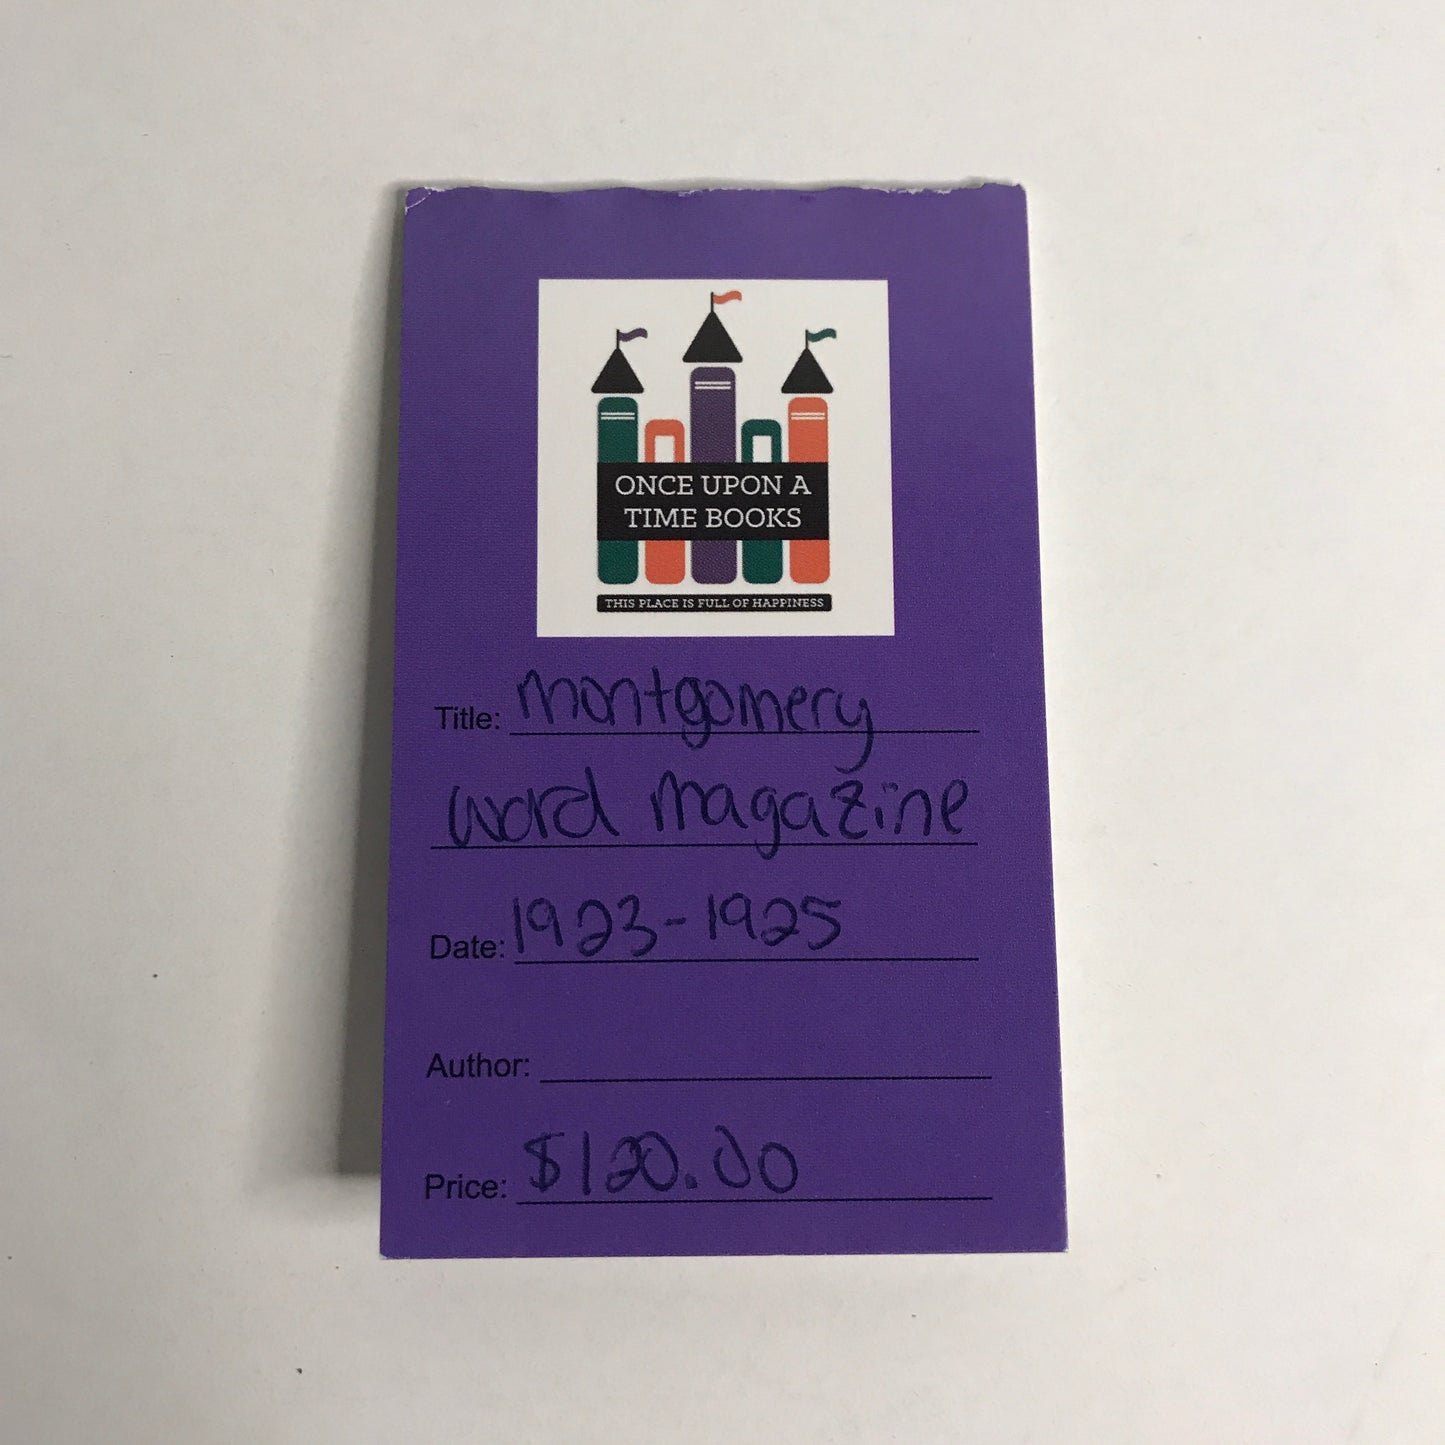 ONCE UPON A
TIME BOOKS
THIS PLACE IS FULL OF HAPPINESS
Title: Montgomery
ward magazine
Date: 1923-1925
Author:
Price: $120.00